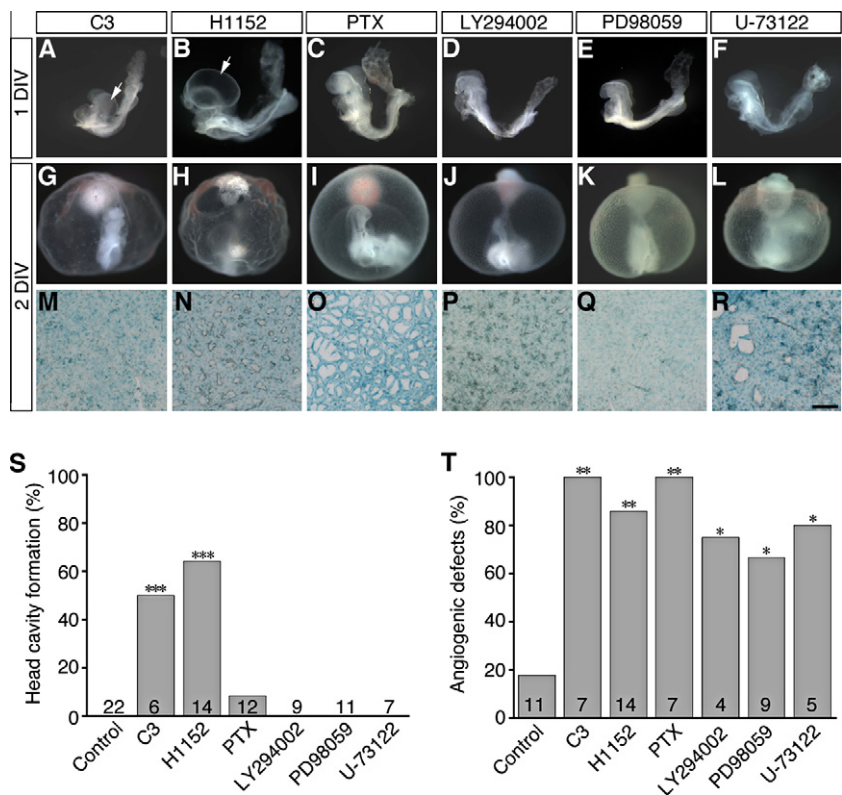 C3 H1152 PTX LY294002 PD98059 U-73122
1 DIV
A B C D E F
2 DIV
G H I J K L
M N O P Q R
S
Head cavity formation (%)
100
80
60
40
20
0
*** ***
22 6 14 12 9 11 7
Control C3 H1152 PTX LY294002 PD98059 U-73122
T
Angiogenic defects (%)
100
80
60
40
20
0
** ** ** * * *
11 7 14 7 4 9 5
Control C3 H1152 PTX LY294002 PD98059 U-73122